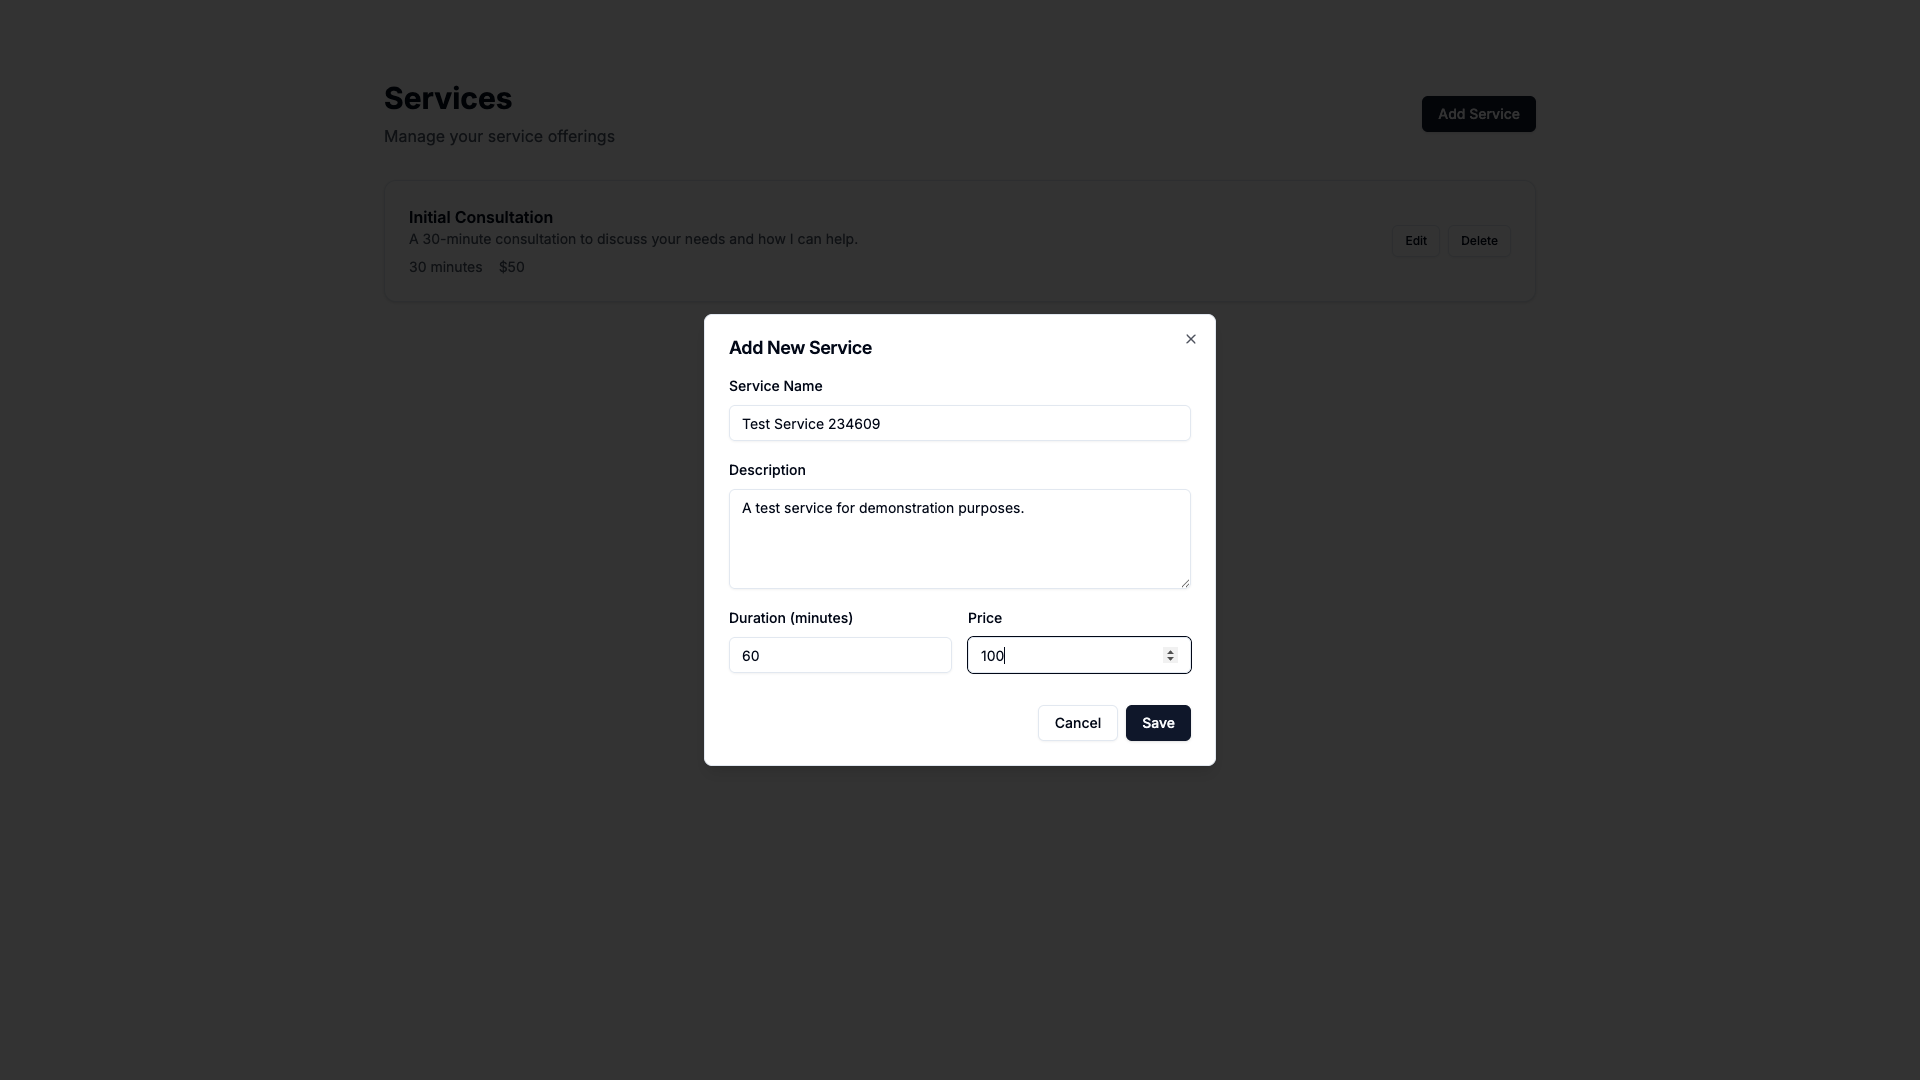 Services
Manage your service offerings
Add Service
Initial Consultation
A 30-minute consultation to discuss your needs and how I can help.
30 minutes $50
Edit
Delete
Add New Service
Service Name
Test Service 234609
Description
A test service for demonstration purposes.
Duration (minutes)
Price
60
100
Cancel
Save